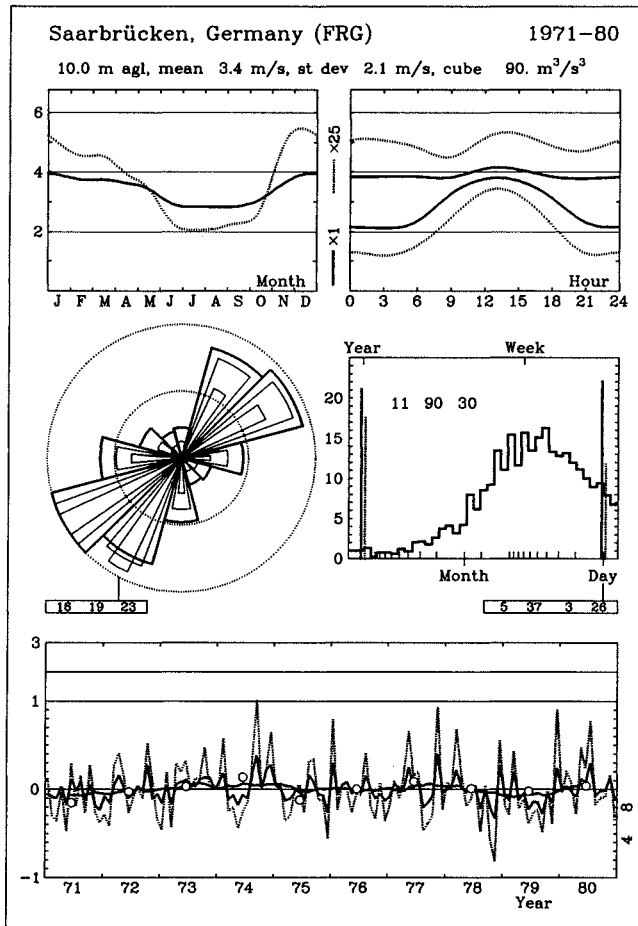 Saarbrücken, Germany (FRG) 1971-80
10.0 m agl, mean 3.4 m/s, st dev 2.1 m/s, cube 90. m³/s³
6
4
2
Month
J F M A M J J A S O N D
×1 ×25
Hour
0 3 6 9 12 15 18 21 24
16 19 23
Year Week
11 90 30
20
15
10
5
0
Month Day
5 37 3 26
3
1
0
-1
4 8
71 72 73 74 75 76 77 78 79 80
Year